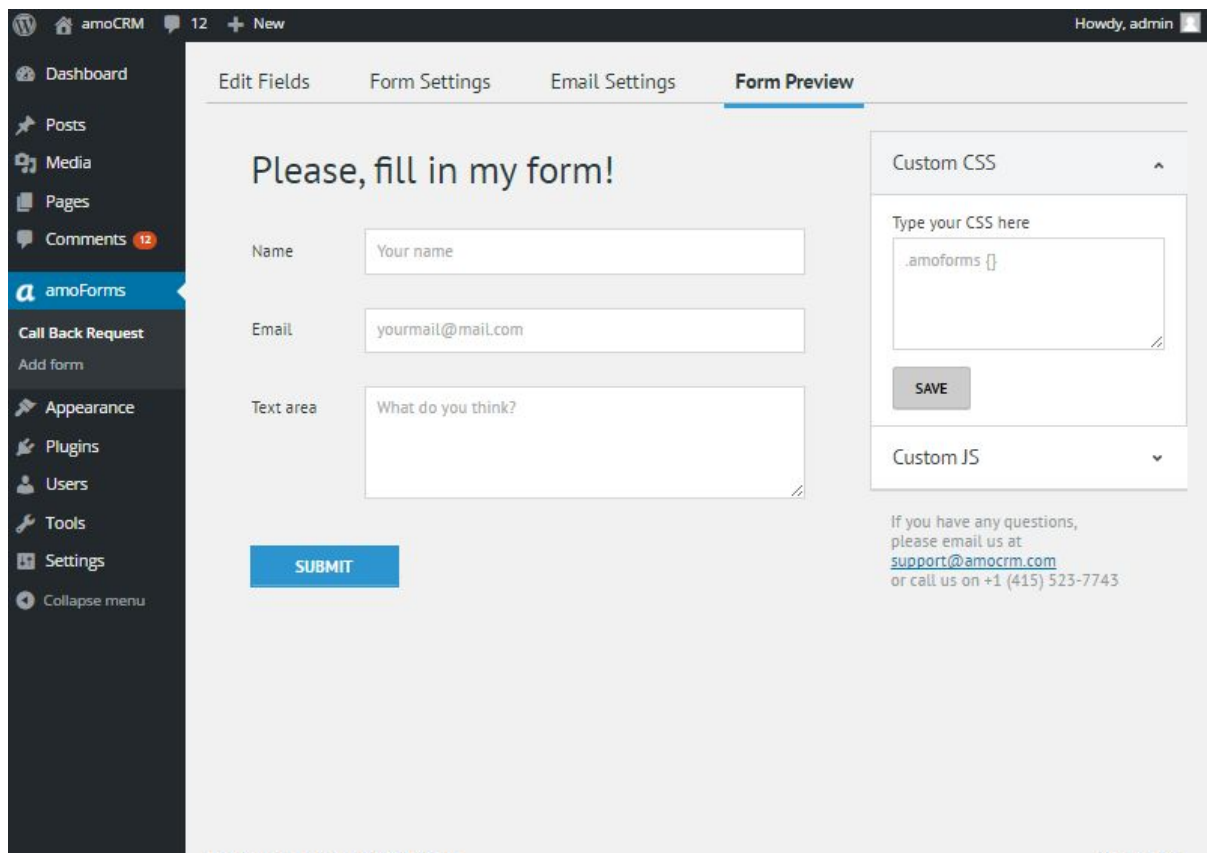 amoCRM 12 New Howdy, admin
Dashboard
Posts
Media
Pages
Comments 12
amoForms
Call Back Request
Add form
Appearance
Plugins
Users
Tools
Settings
Collapse menu
Edit Fields Form Settings Email Settings Form Preview
Please, fill in my form!
Name Your name
Email yourmail@mail.com
Text area What do you think?
SUBMIT
Custom CSS
Type your CSS here
.amoforms {}
SAVE
Custom JS
If you have any questions,
please email us at
support@amocrm.com
or call us on +1 (415) 523-7743